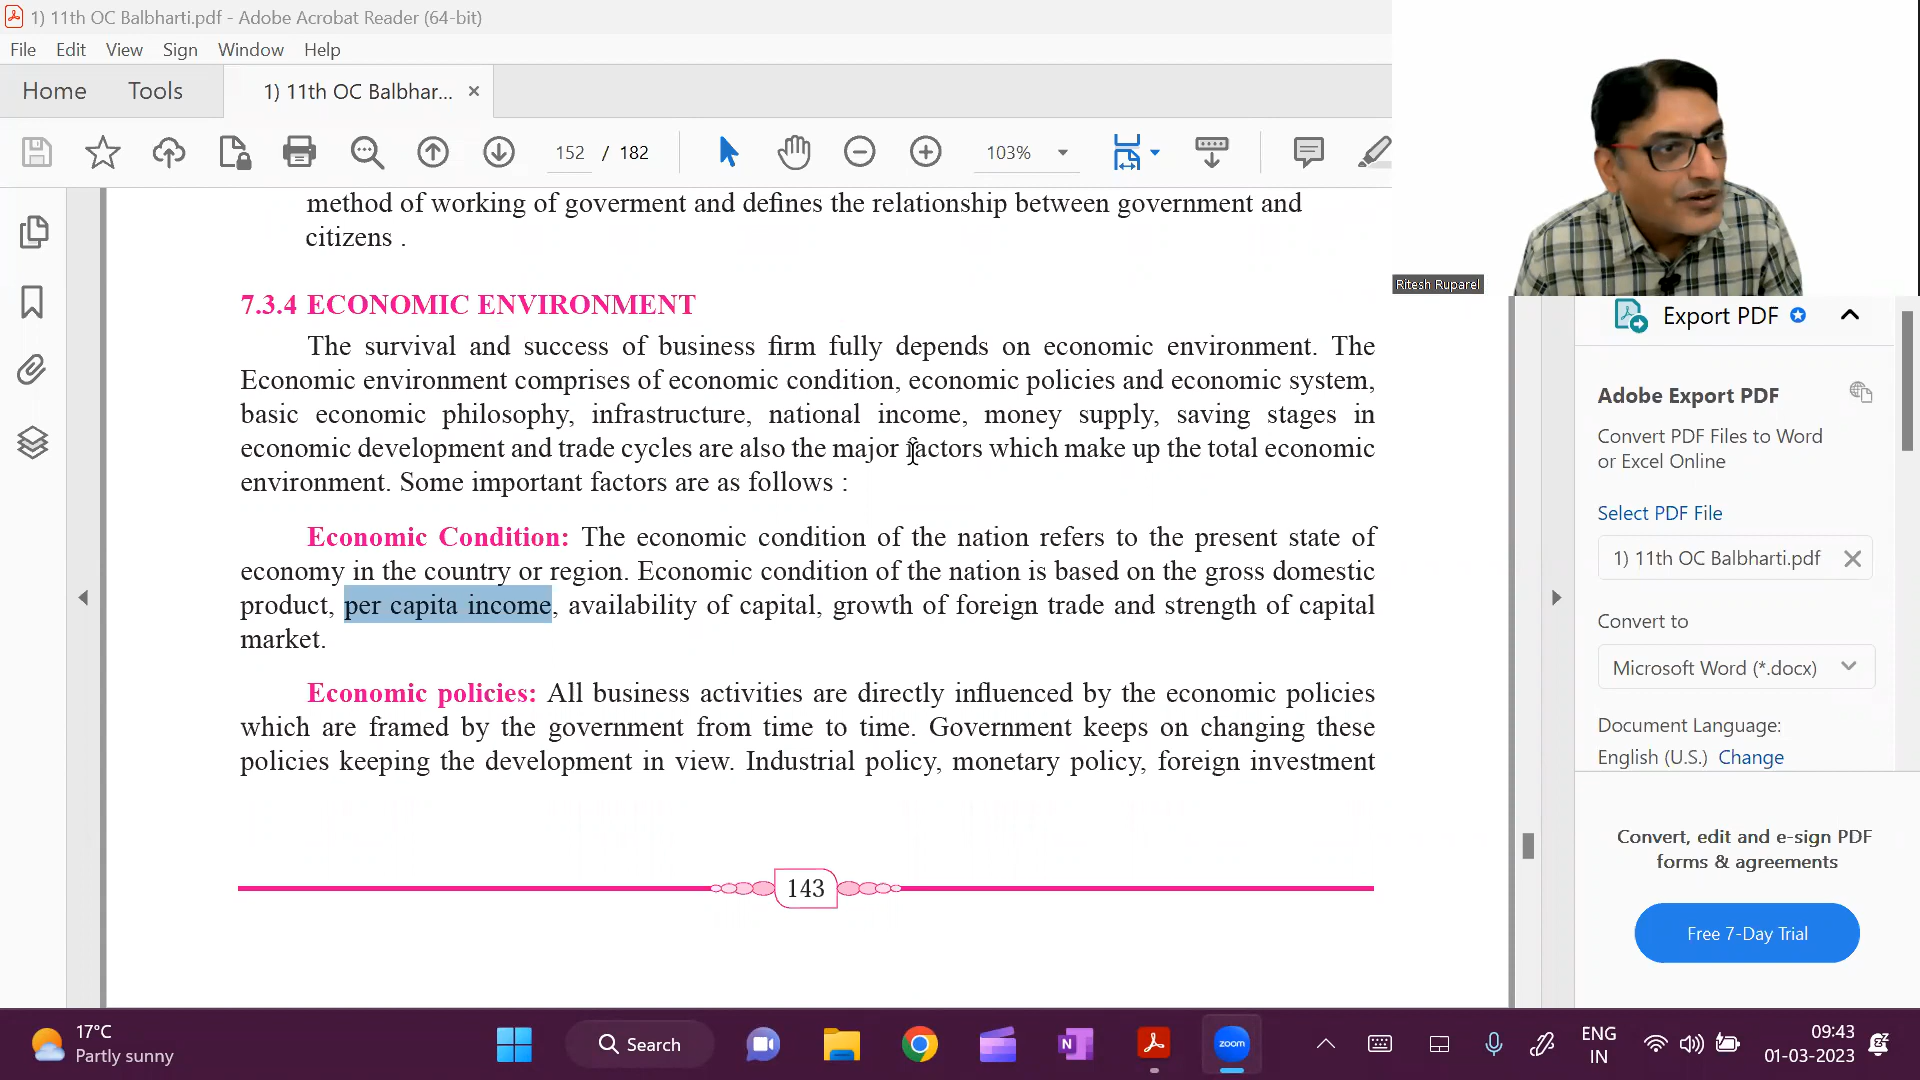 1) 11th OC Balbharti.pdf - Adobe Acrobat Reader (64-bit)
File Edit View Sign Window Help
Home Tools 1) 11th OC Balbhar... ×
152 / 182 103%
method of working of goverment and defines the relationship between government and
citizens .
7.3.4 ECONOMIC ENVIRONMENT
The survival and success of business firm fully depends on economic environment. The
Economic environment comprises of economic condition, economic policies and economic system,
basic economic philosophy, infrastructure, national income, money supply, saving stages in
economic development and trade cycles are also the major factors which make up the total economic
environment. Some important factors are as follows :
Economic Condition: The economic condition of the nation refers to the present state of
economy in the country or region. Economic condition of the nation is based on the gross domestic
product, per capita income, availability of capital, growth of foreign trade and strength of capital
market.
Economic policies: All business activities are directly influenced by the economic policies
which are framed by the government from time to time. Government keeps on changing these
policies keeping the development in view. Industrial policy, monetary policy, foreign investment
143
Ritesh Ruparel
Export PDF
Adobe Export PDF
Convert PDF Files to Word
or Excel Online
Select PDF File
1) 11th OC Balbharti.pdf
Convert to
Microsoft Word (*.docx)
Document Language:
English (U.S.) Change
Convert, edit and e-sign PDF
forms & agreements
Free 7-Day Trial
17°C
Partly sunny
Search
N
zoom
ENG
IN
09:43
01-03-2023